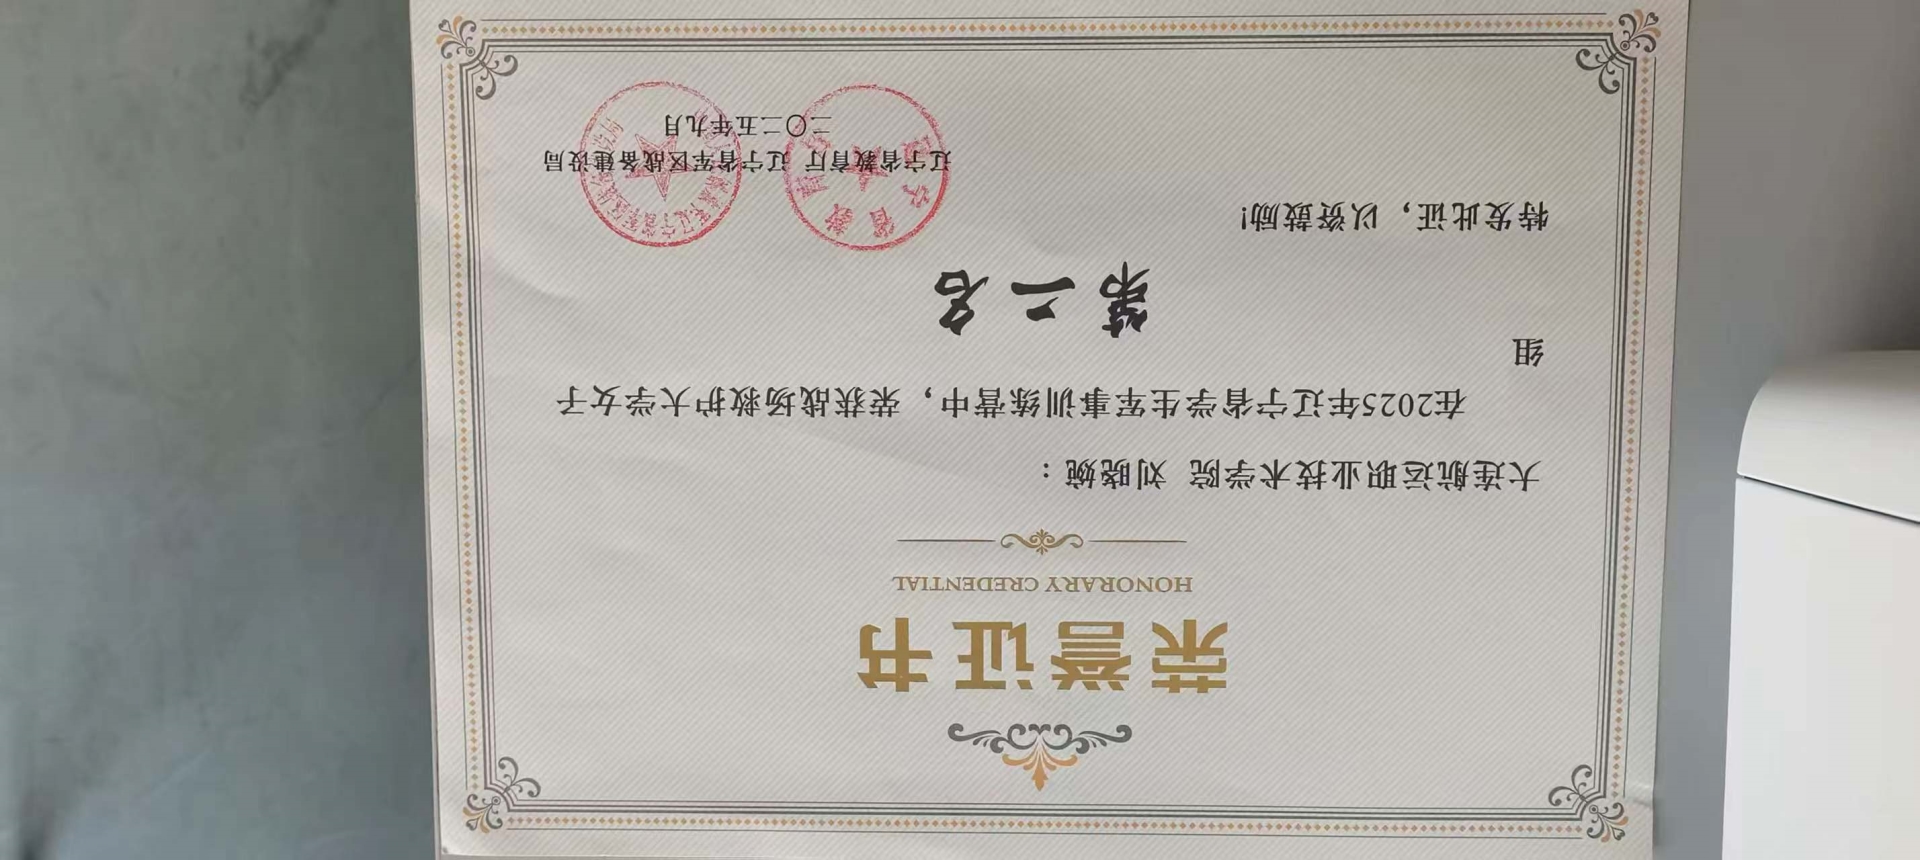 荣誉证书
HONORARY CREDENTIAL
大连航运职业技术学院 刘晓婉：
在2025年辽宁省学生军事训练营中，荣获战场救护大学女子
组
第二名
特发此证，以资鼓励!
辽宁省教育厅 辽宁省军区战备建设局
二〇二五年九月